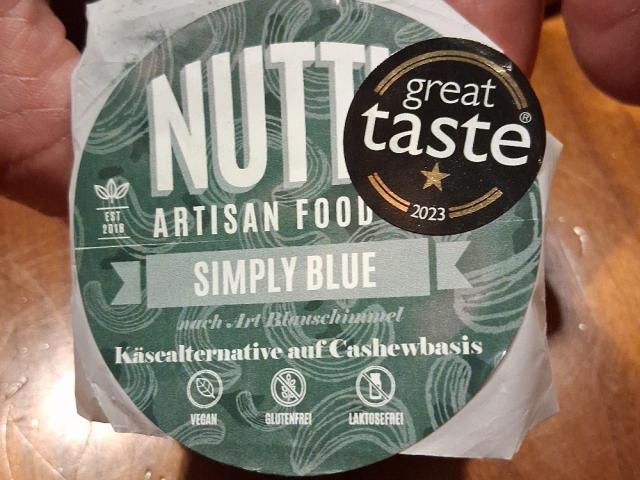 NUTT
great
taste®
2023
EST
2018
ARTISAN FOOD
SIMPLY BLUE
nach Art Blauschimmel
Käsealternative auf Cashewbasis
VEGAN
GLUTENFREI
LAKTOSEFREI